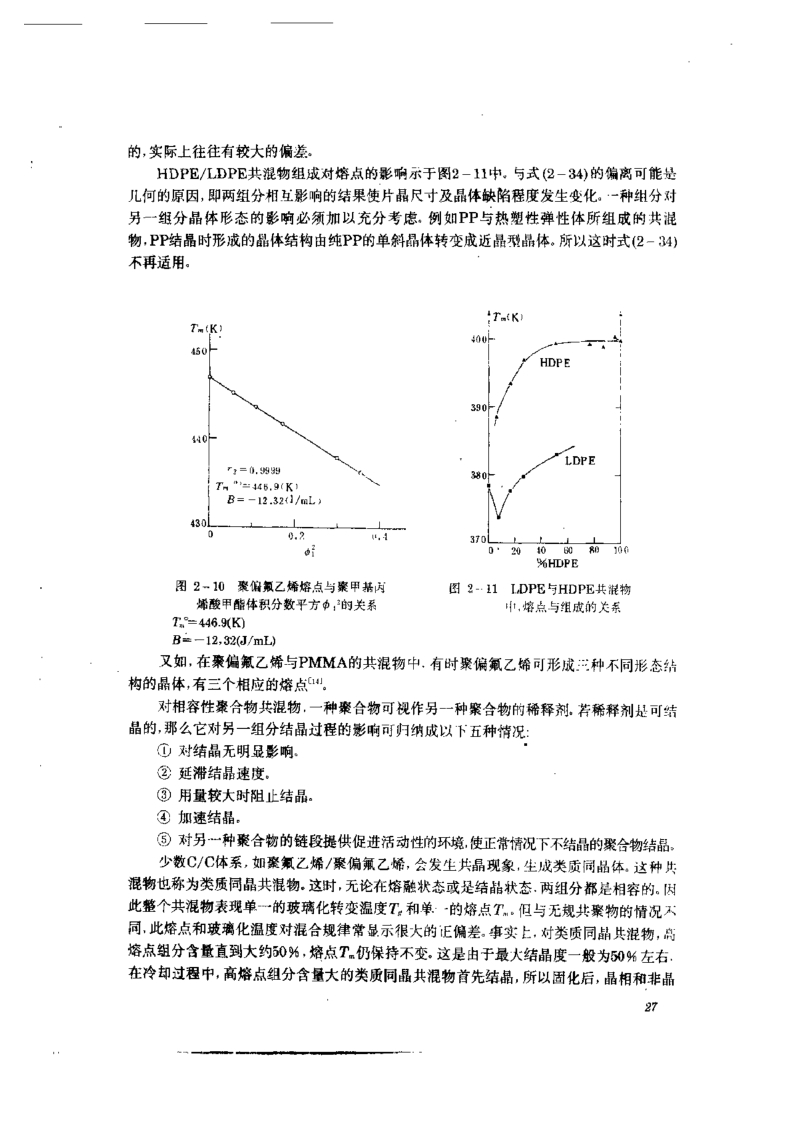 的,实际上往往有较大的偏差。
HDPE/LDPE共混物组成对熔点的影响示于图2-11中。与式(2-34)的偏离可能是
几何的原因,即两组分相互影响的结果使片晶尺寸及晶体缺陷程度发生变化。一种组分对
另一组分晶体形态的影响必须加以充分考虑。例如PP与热塑性弹性体所组成的共混
物,PP结晶时形成的晶体结构由纯PP的单斜晶体转变成近晶型晶体。所以这时式(2-34)
不再适用。
Tm(K)
450
440
r2=0.9999
Tm°=446.9(K)
B=-12.32(J/mL)
430
0
0.2
0.4
φ₁²
Tm(K)
400
HDPE
390
LDPE
380
370
0 20 40 60 80 100
%HDPE
图 2-10 聚偏氟乙烯熔点与聚甲基丙
烯酸甲酯体积分数平方φ₁²的关系
Tm°=446.9(K)
B=-12,32(J/mL)
图 2-11 LDPE与HDPE共混物
中,熔点与组成的关系
又如,在聚偏氟乙烯与PMMA的共混物中,有时聚偏氟乙烯可形成三种不同形态结
构的晶体,有三个相应的熔点[14]。
对相容性聚合物共混物,一种聚合物可视作另一种聚合物的稀释剂。若稀释剂是可结
晶的,那么它对另一组分结晶过程的影响可归纳成以下五种情况:
① 对结晶无明显影响。
② 延滞结晶速度。
③ 用量较大时阻止结晶。
④ 加速结晶。
⑤ 对另一种聚合物的链段提供促进活动性的环境,使正常情况下不结晶的聚合物结晶。
少数C/C体系,如聚氟乙烯/聚偏氟乙烯,会发生共晶现象,生成类质同晶体。这种共
混物也称为类质同晶共混物。这时,无论在熔融状态或是结晶状态,两组分都是相容的。因
此整个共混物表现单一的玻璃化转变温度Tg和单一的熔点Tm。但与无规共聚物的情况不
同,此熔点和玻璃化温度对混合规律常显示很大的正偏差。事实上,对类质同晶共混物,高
熔点组分含量直到大约50%,熔点Tm仍保持不变。这是由于最大结晶度一般为50%左右,
在冷却过程中,高熔点组分含量大的类质同晶共混物首先结晶,所以固化后,晶相和非晶
27